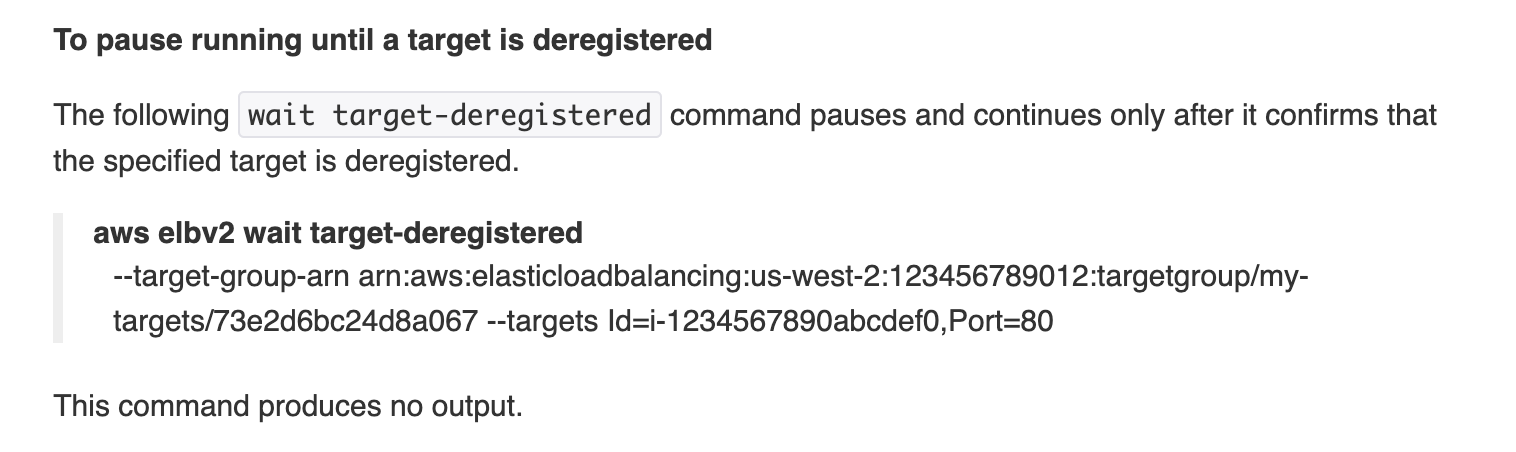 To pause running until a target is deregistered
The following wait target-deregistered command pauses and continues only after it confirms that
the specified target is deregistered.
aws elbv2 wait target-deregistered
--target-group-arn arn:aws:elasticloadbalancing:us-west-2:123456789012:targetgroup/my-
targets/73e2d6bc24d8a067 --targets Id=i-1234567890abcdef0,Port=80
This command produces no output.